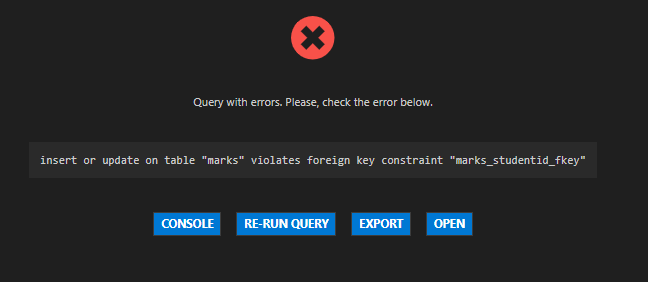 Query with errors. Please, check the error below.
insert or update on table "marks" violates foreign key constraint "marks_studentid_fkey"
CONSOLE RE-RUN QUERY EXPORT OPEN